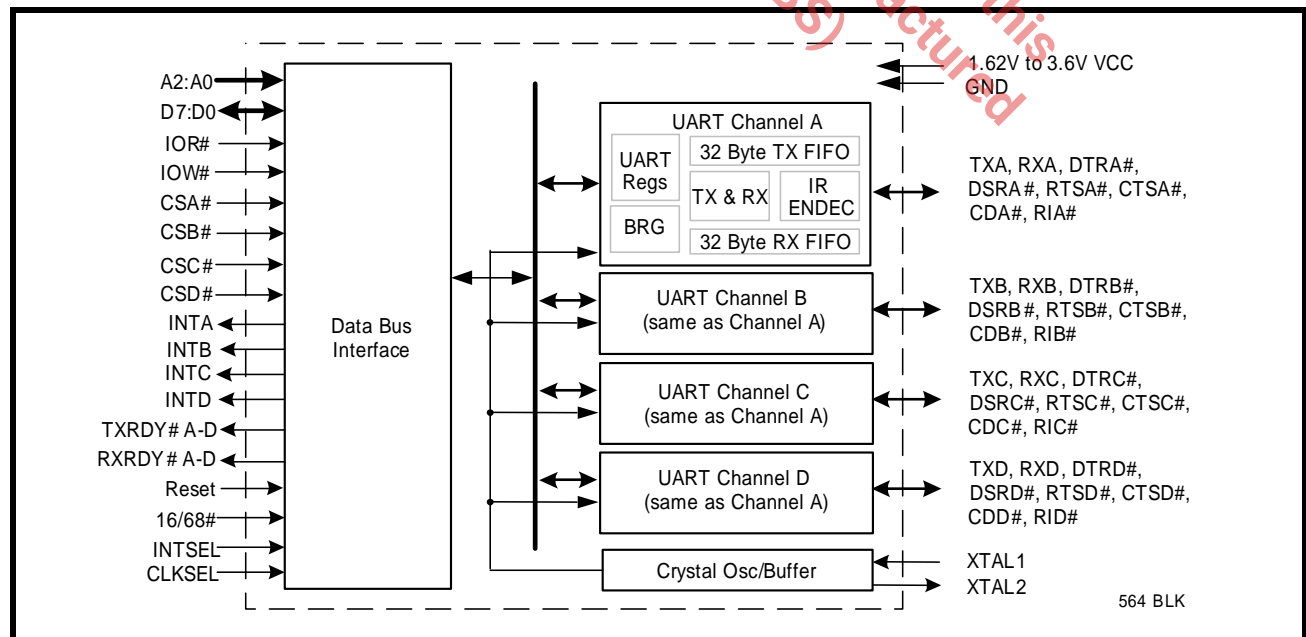 this
actured
1.62V to 3.6V VCC
GND
A2:A0
D7:D0
IOR#
IOW#
CSA#
CSB#
CSC#
CSD#
INTA
INTB
INTC
INTD
TXRDY# A-D
RXRDY# A-D
Reset
16/68#
INTSEL
CLKSEL
Data Bus
Interface
UART Channel A
UART
Regs
BRG
32 Byte TX FIFO
TX & RX
IR
ENDEC
32 Byte RX FIFO
UART Channel B
(same as Channel A)
UART Channel C
(same as Channel A)
UART Channel D
(same as Channel A)
Crystal Osc/Buffer
TXA, RXA, DTRA#,
DSRA#, RTSA#, CTSA#,
CDA#, RIA#
TXB, RXB, DTRB#,
DSRB#, RTSB#, CTSB#,
CDB#, RIB#
TXC, RXC, DTRC#,
DSRC#, RTSC#, CTSC#,
CDC#, RIC#
TXD, RXD, DTRD#,
DSRD#, RTSD#, CTSD#,
CDD#, RID#
XTAL1
XTAL2
564 BLK